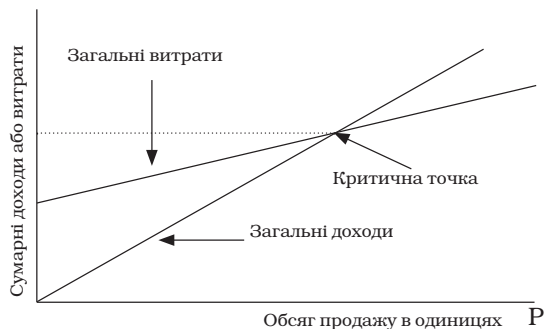 Сумарні доходи або витрати
Загальні витрати
Критична точка
Загальні доходи
Обсяг продажу в одиницях Р